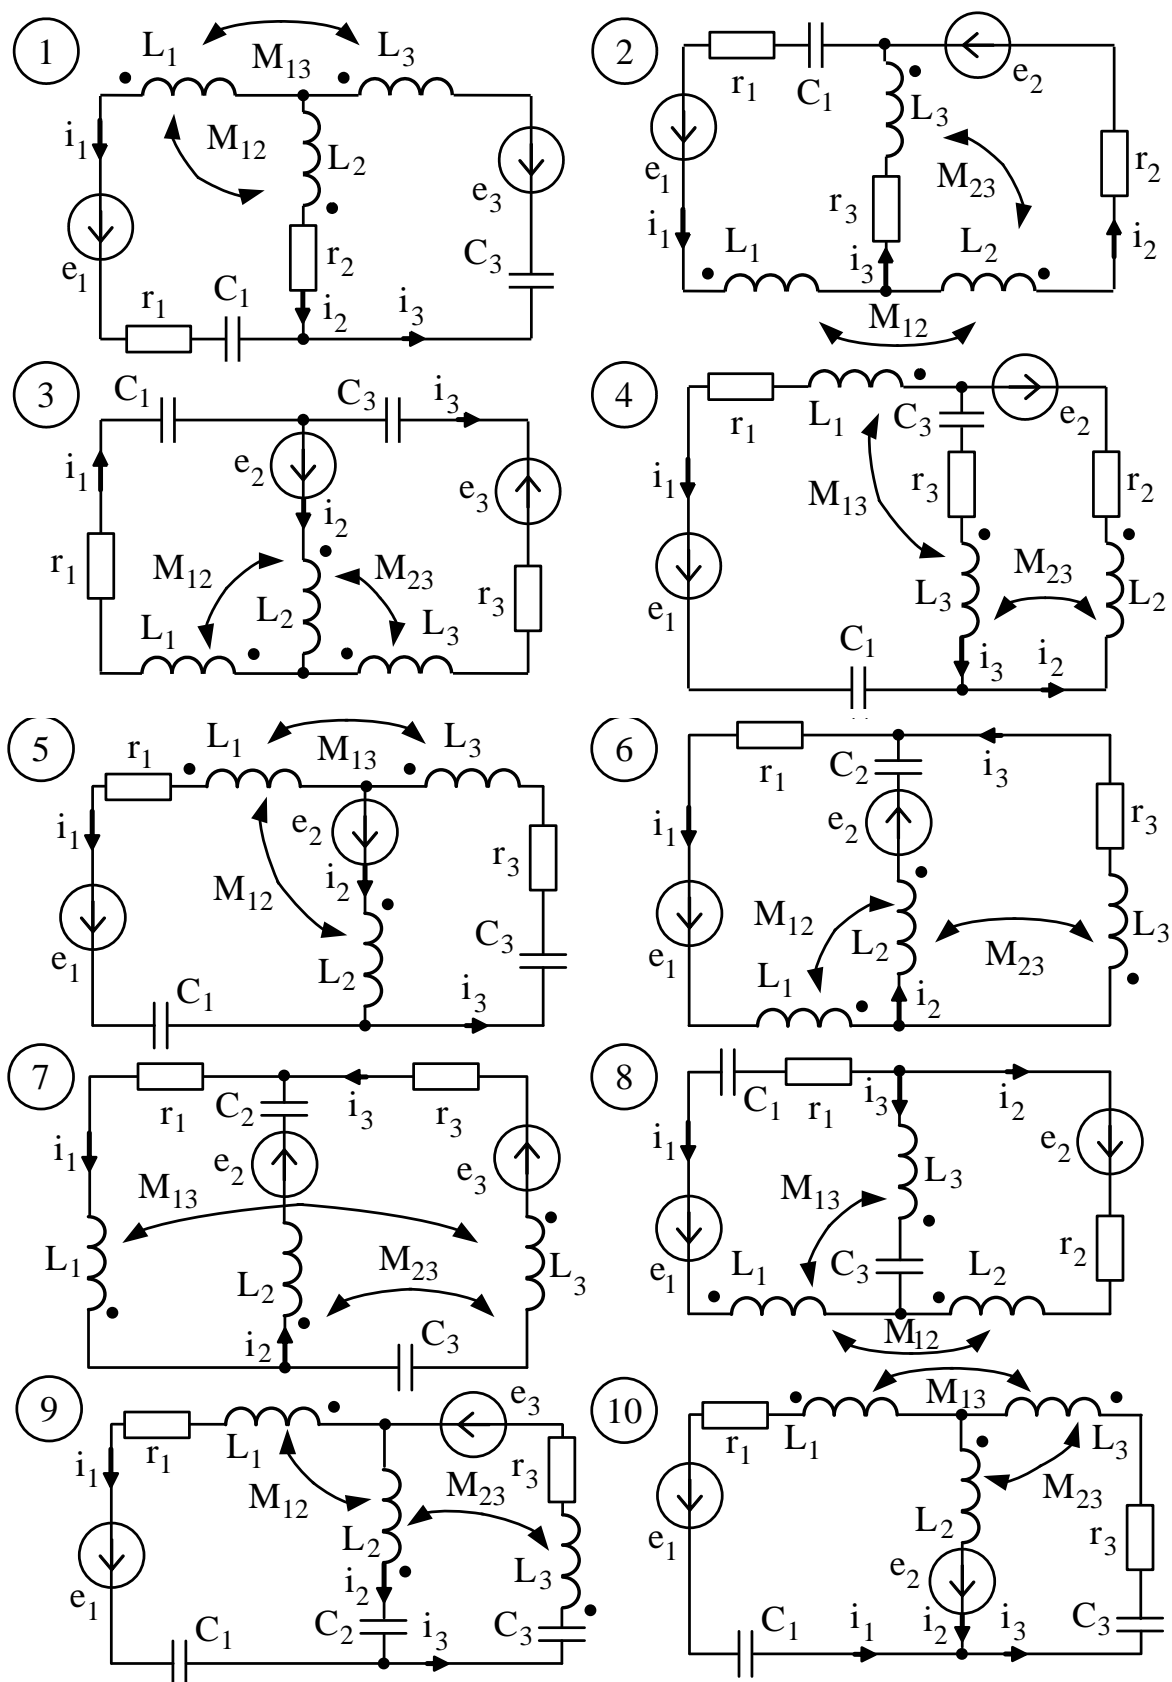 1
L1 M13 L3
i1 M12 L2
e3
e1 r2 C3
r1 C1 i2 i3
2
r1 C1 e2
L3
e1 M23 r2
r3
i1 L1 i3 L2 i2
M12
3
C1 C3 i3
i1 e2 e3
i2
r1 M12 M23 r3
L1 L2 L3
4
r1 L1 C3 e2
i1 r3 r2
M13
e1 L3 M23 L2
C1 i3 i2
5
r1 L1 M13 L3
i1 e2 r3
M12 i2
e1 L2 C3
C1 i3
6
r1 C2 i3
i1 e2 r3
M12
e1 L2 M23 L3
L1 i2
7
r1 C2 i3 r3
i1 e2 e3
M13
L1 L2 M23 L3
i2 C3
8
C1 r1 i3 i2
i1 e2
M13 L3
e1 L1 C3 L2 r2
M12
9
r1 L1 e3
i1 M12 M23 r3
e1 L2 L3
i2
C1 C2 i3 C3
10
r1 L1 M13 L3
M23
e1 L2 r3
e2
C1 i1 i2 i3 C3